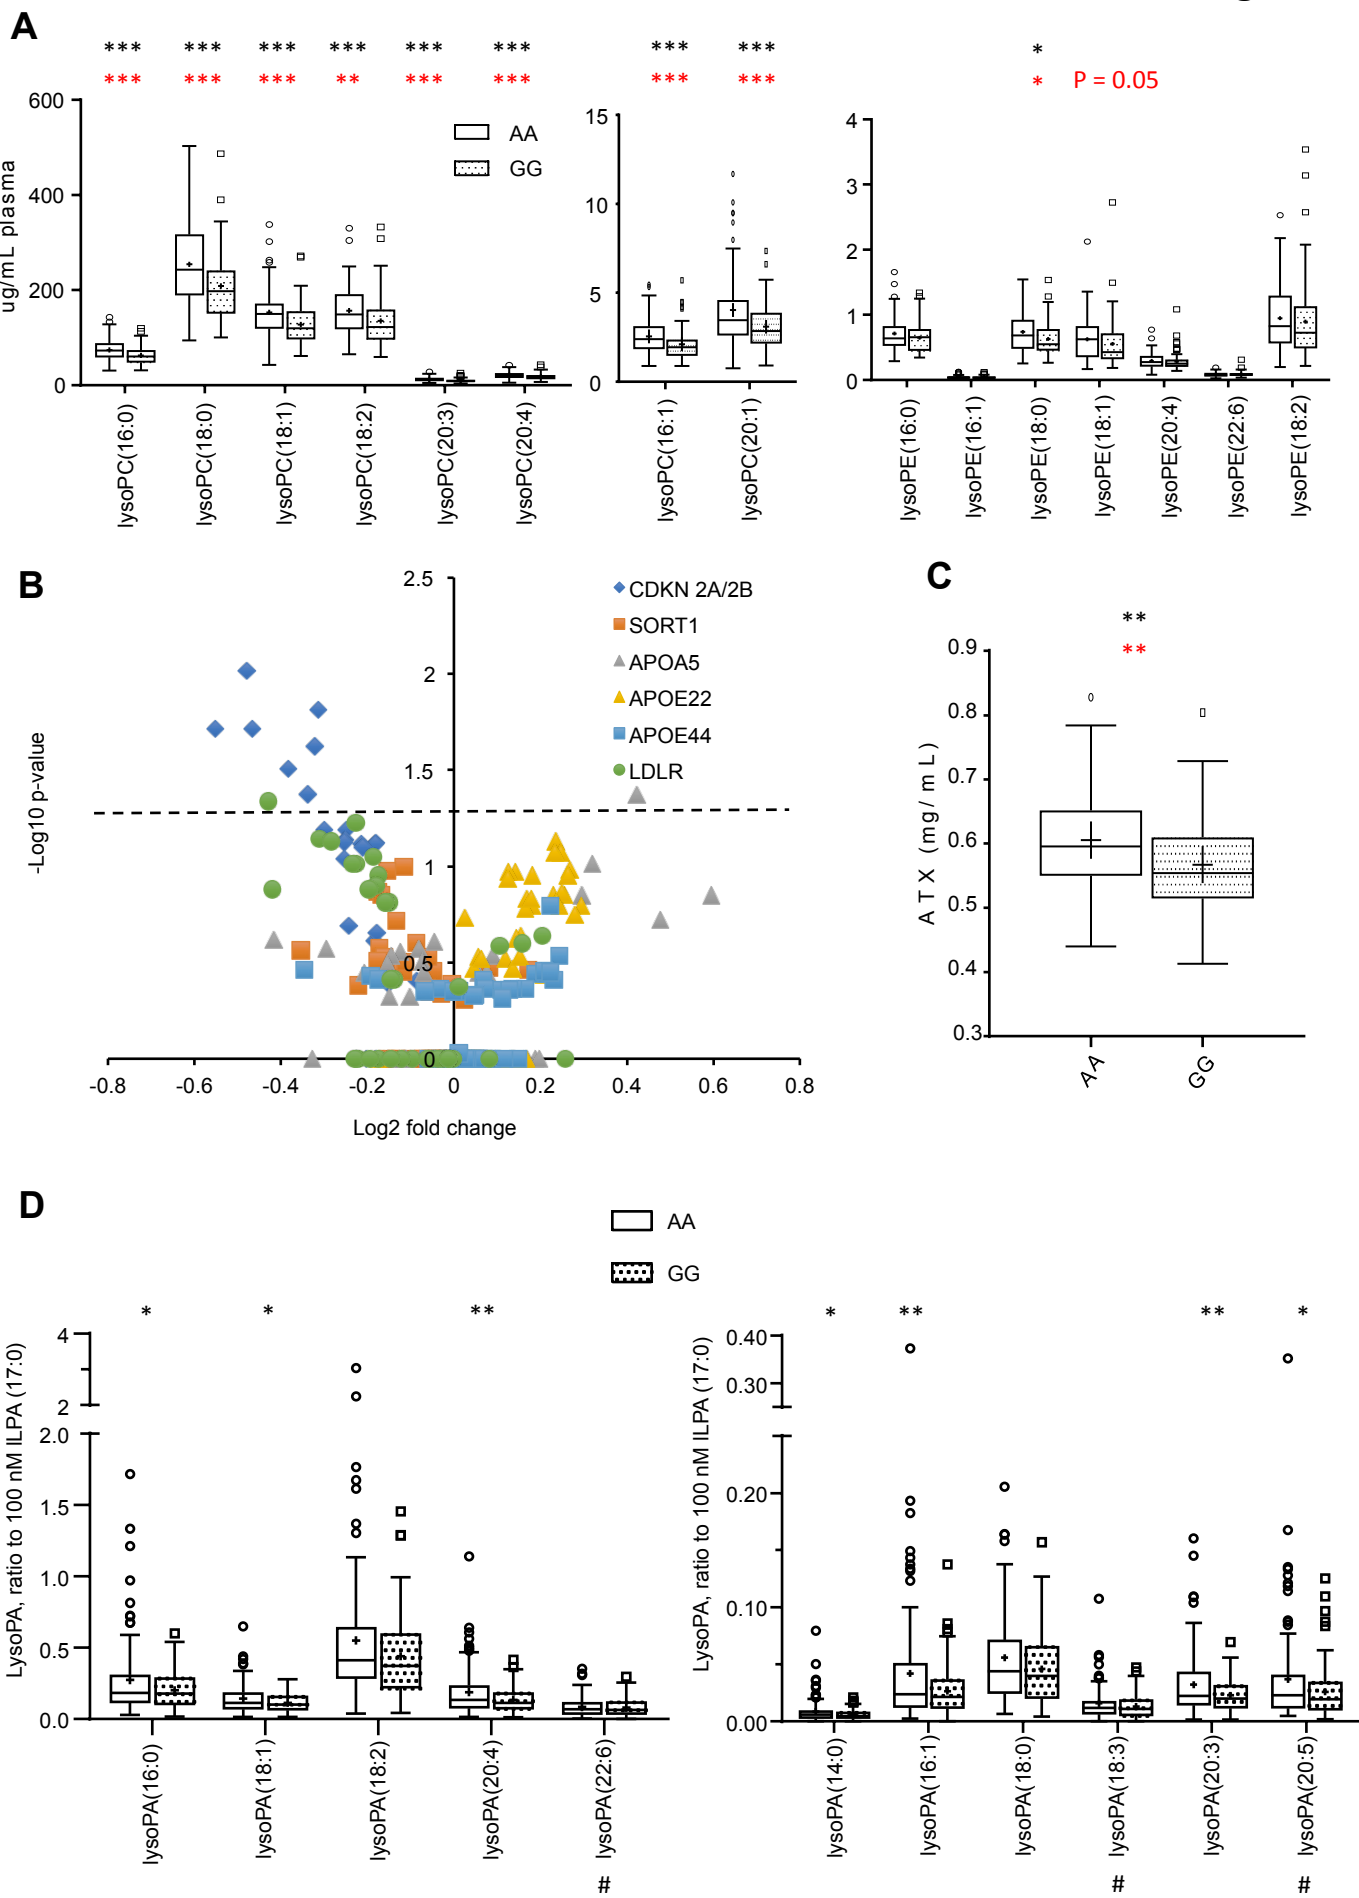 A
*** *** *** *** *** *** *** *** *
*** *** *** ** *** *** *** *** * P = 0.05
ug/mL plasma
600
400
200
0
AA
GG
15
10
5
0
4
3
2
1
0
lysoPC(16:0)
lysoPC(18:0)
lysoPC(18:1)
lysoPC(18:2)
lysoPC(20:3)
lysoPC(20:4)
lysoPC(16:1)
lysoPC(20:1)
lysoPE(16:0)
lysoPE(16:1)
lysoPE(18:0)
lysoPE(18:1)
lysoPE(20:4)
lysoPE(22:6)
lysoPE(18:2)
B
-Log10 p-value
2.5
2
1.5
1
0.5
0
CDKN 2A/2B
SORT1
APOA5
APOE22
APOE44
LDLR
-0.8 -0.6 -0.4 -0.2 0 0.2 0.4 0.6 0.8
Log2 fold change
C
**
**
ATX (mg/mL)
0.9
0.8
0.7
0.6
0.5
0.4
0.3
AA
GG
D
AA
GG
* * **
LysoPA, ratio to 100 nM ILPA (17:0)
4
2
2.0
1.5
1.0
0.5
0.0
lysoPA(16:0)
lysoPA(18:1)
lysoPA(18:2)
lysoPA(20:4)
lysoPA(22:6)
#
* ** ** *
LysoPA, ratio to 100 nM ILPA (17:0)
0.40
0.30
0.20
0.10
0.00
lysoPA(14:0)
lysoPA(16:1)
lysoPA(18:0)
lysoPA(18:3)
lysoPA(20:3)
lysoPA(20:5)
# #